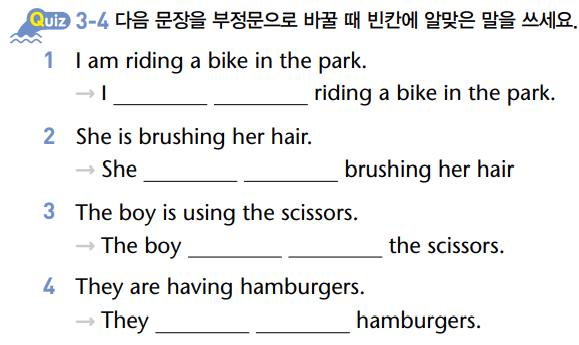 Quiz 3-4 다음 문장을 부정문으로 바꿀 때 빈칸에 알맞은 말을 쓰세요.
1 I am riding a bike in the park.
→ I ________ ________ riding a bike in the park.
2 She is brushing her hair.
→ She ________ ________ brushing her hair
3 The boy is using the scissors.
→ The boy ________ ________ the scissors.
4 They are having hamburgers.
→ They ________ ________ hamburgers.